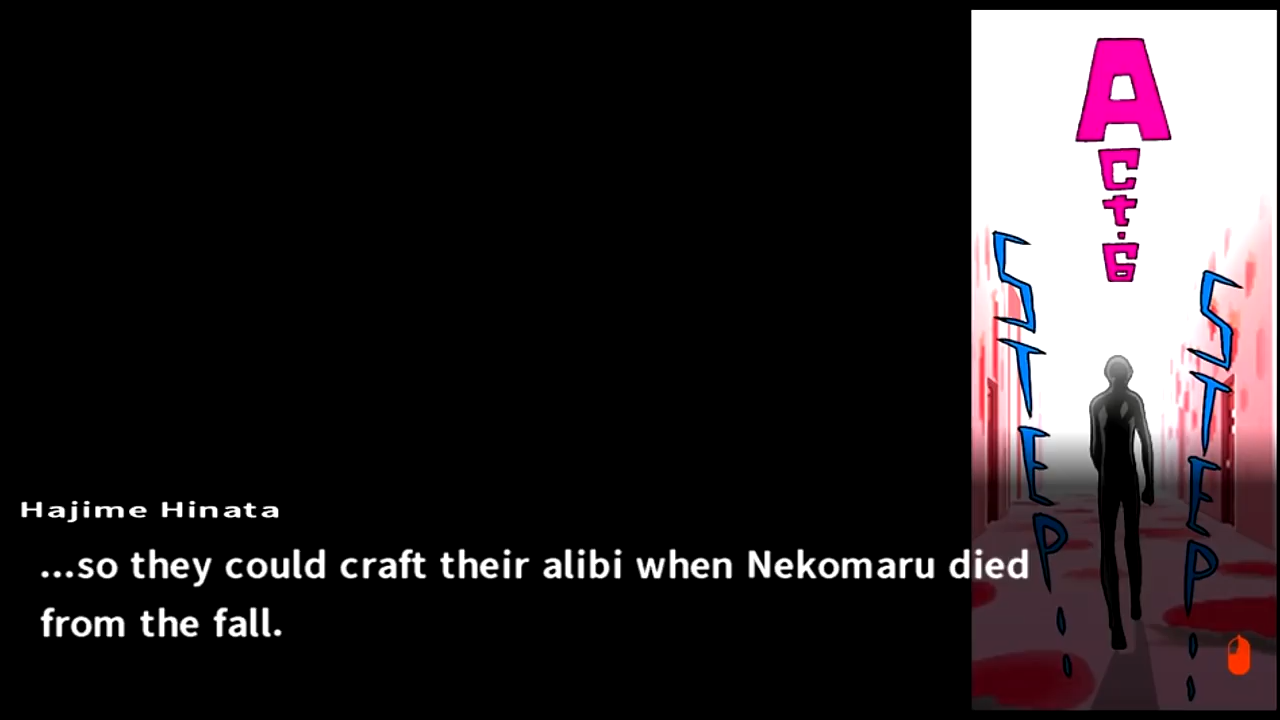 Act.6
STEP..
STEP..
Hajime Hinata
...so they could craft their alibi when Nekomaru died
from the fall.